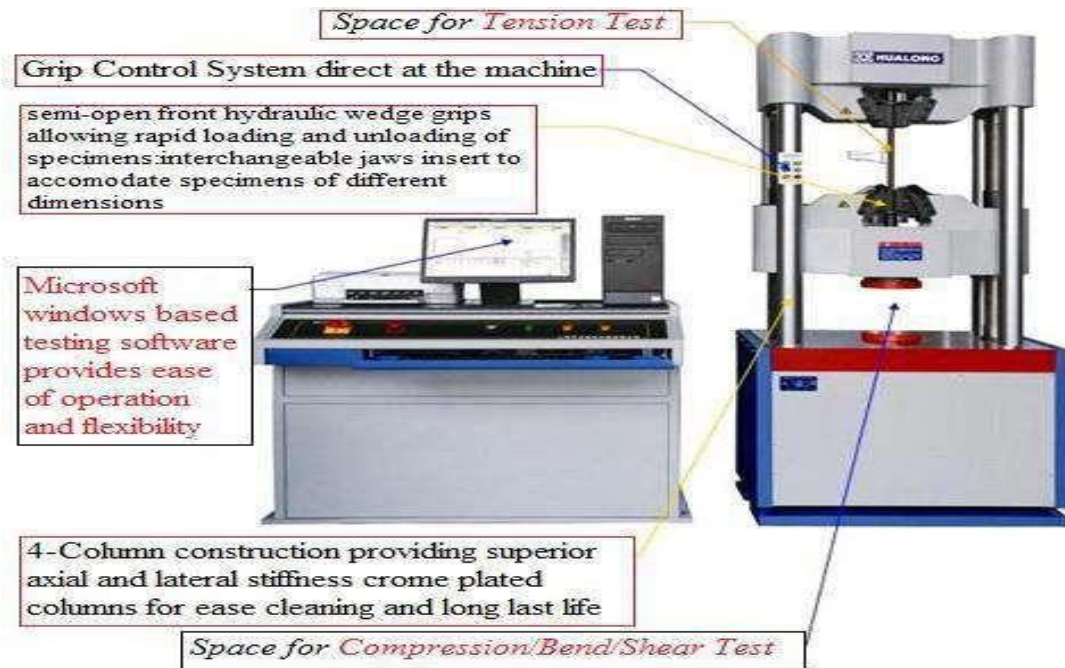 Space for Tension Test
HUALONG
Grip Control System direct at the machine
semi-open front hydraulic wedge grips
allowing rapid loading and unloading of
specimens:interchangeable jaws insert to
accomodate specimens of different
dimensions
Microsoft
windows based
testing software
provides ease
of operation
and flexibility
4-Column construction providing superior
axial and lateral stiffness crome plated
columns for ease cleaning and long last life
Space for Compression/Bend/Shear Test